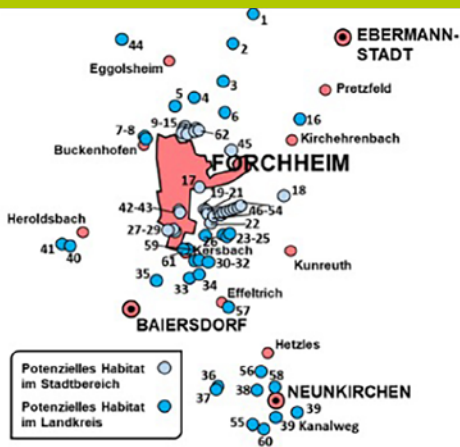 1
EBERMANN-
STADT
44
2
Eggolsheim
3
Pretzfeld
5
4
9-15
6
16
7-8
62
Buckenhofen
45
Kirchehrenbach
FORCHHEIM
17
18
19-21
42-43
46-54
Heroldsbach
22
27-29
26
23-25
59
Kersbach
41
40
61
30-32
Kunreuth
35
33
34
Effeltrich
57
BAIERSDORF
Hetzles
Potenzielles Habitat
im Stadtbereich
36
56
58
37
38
NEUNKIRCHEN
Potenzielles Habitat
im Landkreis
39
55
39 Kanalweg
60